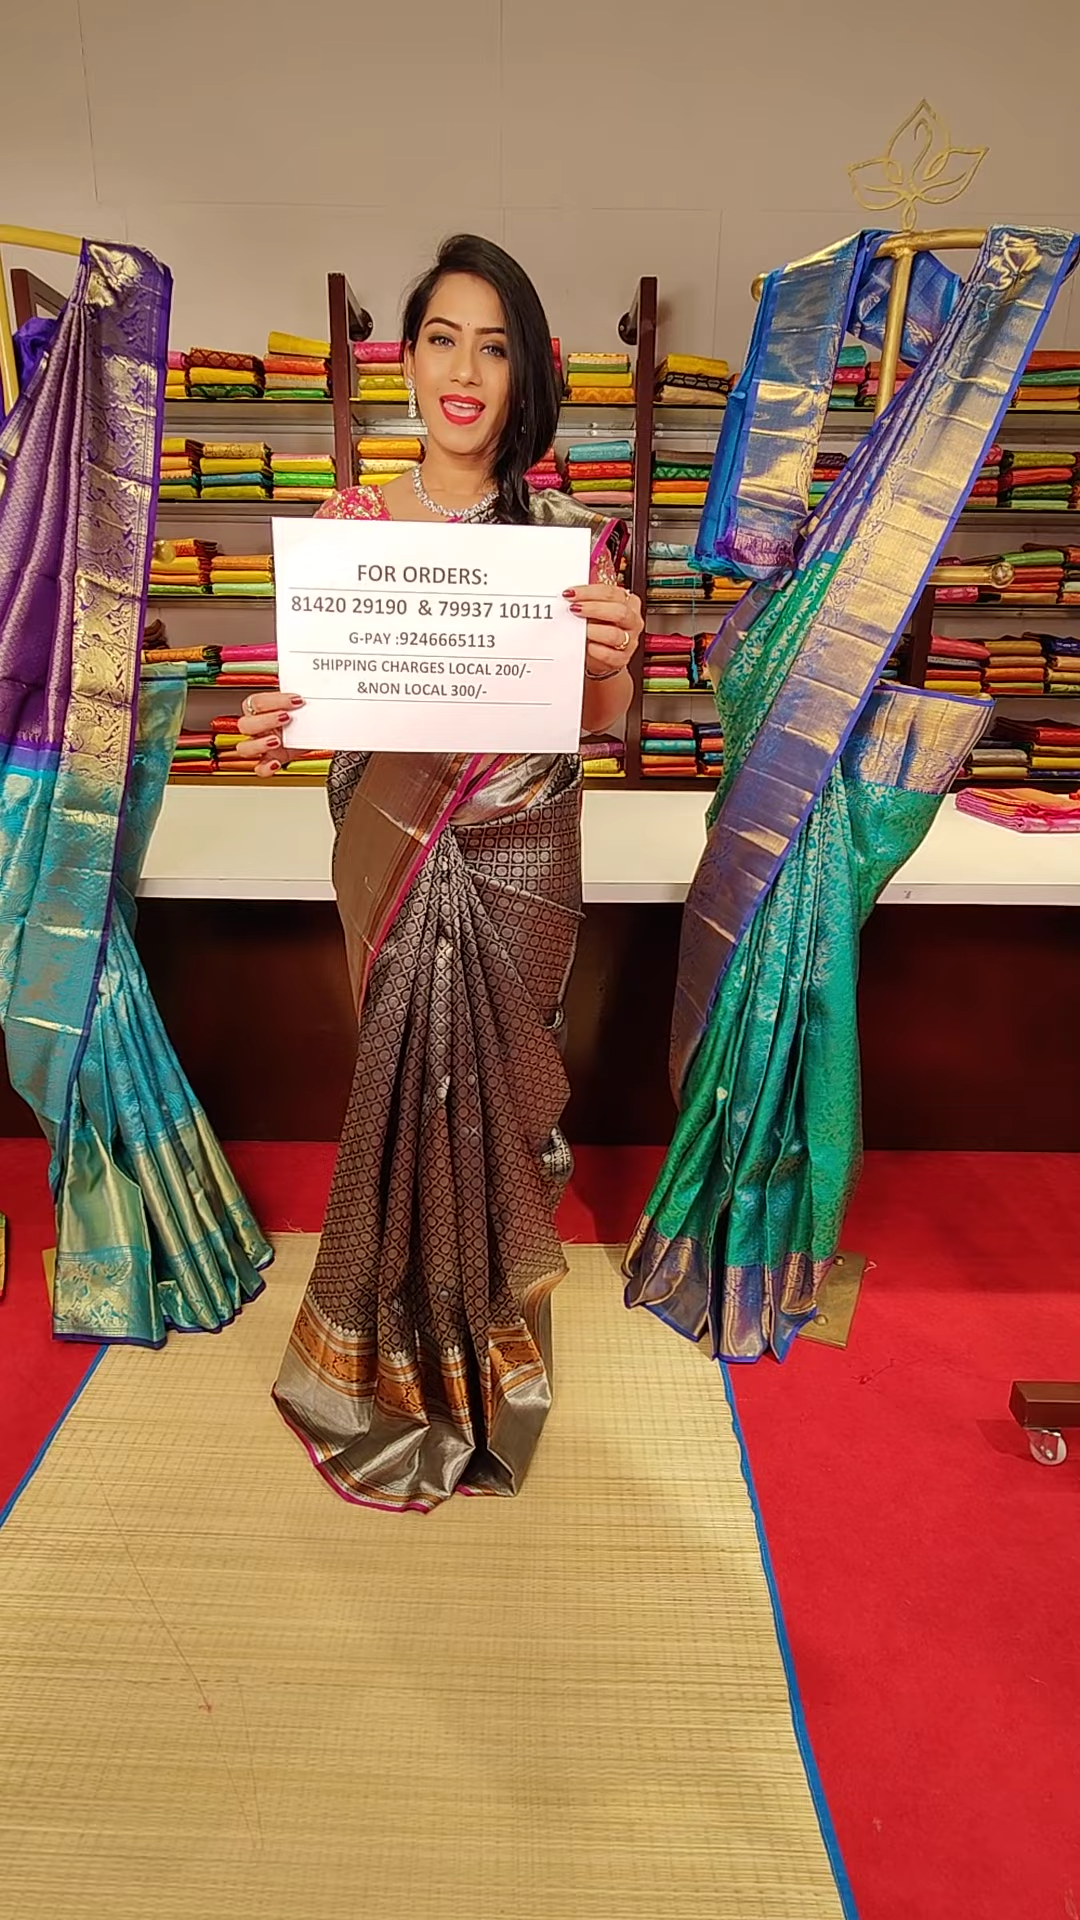 FOR ORDERS:
81420 29190 & 79937 10111
G-PAY :9246665113
SHIPPING CHARGES LOCAL 200/-
&NON LOCAL 300/-